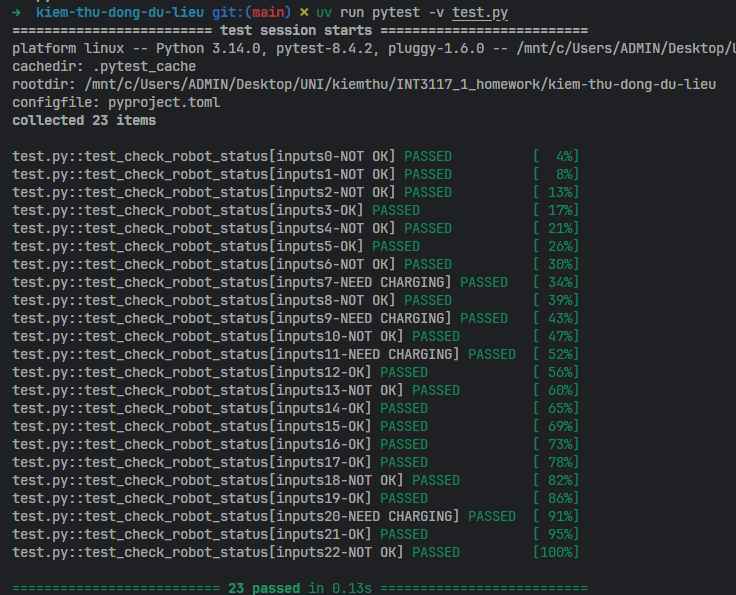 → kiem-thu-dong-du-lieu git:(main) ✗ uv run pytest -v test.py
========================= test session starts ==========================
platform linux -- Python 3.14.0, pytest-8.4.2, pluggy-1.6.0 -- /mnt/c/Users/ADMIN/Desktop/U
cachedir: .pytest_cache
rootdir: /mnt/c/Users/ADMIN/Desktop/UNI/kiemthu/INT3117_1_homework/kiem-thu-dong-du-lieu
configfile: pyproject.toml
collected 23 items
test.py::test_check_robot_status[inputs0-NOT OK] PASSED          [  4%]
test.py::test_check_robot_status[inputs1-NOT OK] PASSED          [  8%]
test.py::test_check_robot_status[inputs2-NOT OK] PASSED          [ 13%]
test.py::test_check_robot_status[inputs3-OK] PASSED              [ 17%]
test.py::test_check_robot_status[inputs4-NOT OK] PASSED          [ 21%]
test.py::test_check_robot_status[inputs5-OK] PASSED              [ 26%]
test.py::test_check_robot_status[inputs6-NOT OK] PASSED          [ 30%]
test.py::test_check_robot_status[inputs7-NEED CHARGING] PASSED   [ 34%]
test.py::test_check_robot_status[inputs8-NOT OK] PASSED          [ 39%]
test.py::test_check_robot_status[inputs9-NEED CHARGING] PASSED   [ 43%]
test.py::test_check_robot_status[inputs10-NOT OK] PASSED         [ 47%]
test.py::test_check_robot_status[inputs11-NEED CHARGING] PASSED  [ 52%]
test.py::test_check_robot_status[inputs12-OK] PASSED             [ 56%]
test.py::test_check_robot_status[inputs13-NOT OK] PASSED         [ 60%]
test.py::test_check_robot_status[inputs14-OK] PASSED             [ 65%]
test.py::test_check_robot_status[inputs15-OK] PASSED             [ 69%]
test.py::test_check_robot_status[inputs16-OK] PASSED             [ 73%]
test.py::test_check_robot_status[inputs17-OK] PASSED             [ 78%]
test.py::test_check_robot_status[inputs18-NOT OK] PASSED         [ 82%]
test.py::test_check_robot_status[inputs19-OK] PASSED             [ 86%]
test.py::test_check_robot_status[inputs20-NEED CHARGING] PASSED  [ 91%]
test.py::test_check_robot_status[inputs21-OK] PASSED             [ 95%]
test.py::test_check_robot_status[inputs22-NOT OK] PASSED         [100%]
========================== 23 passed in 0.13s ==========================